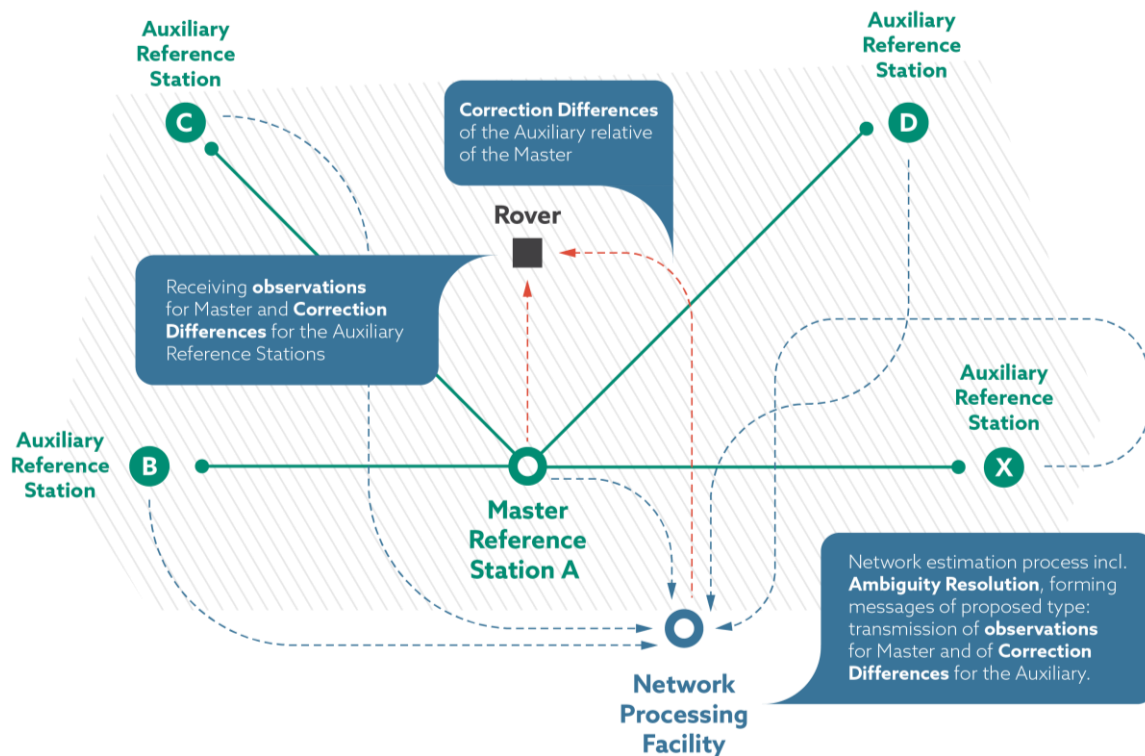 Auxiliary
Reference
Station
C
Auxiliary
Reference
Station
D
Correction Differences
of the Auxiliary relative
of the Master
Rover
Receiving observations
for Master and Correction
Differences for the Auxiliary
Reference Stations
Auxiliary
Reference
Station
B
Auxiliary
Reference
Station
X
Master
Reference
Station A
Network estimation process incl.
Ambiguity Resolution, forming
messages of proposed type:
transmission of observations
for Master and of Correction
Differences for the Auxiliary.
Network
Processing
Facility